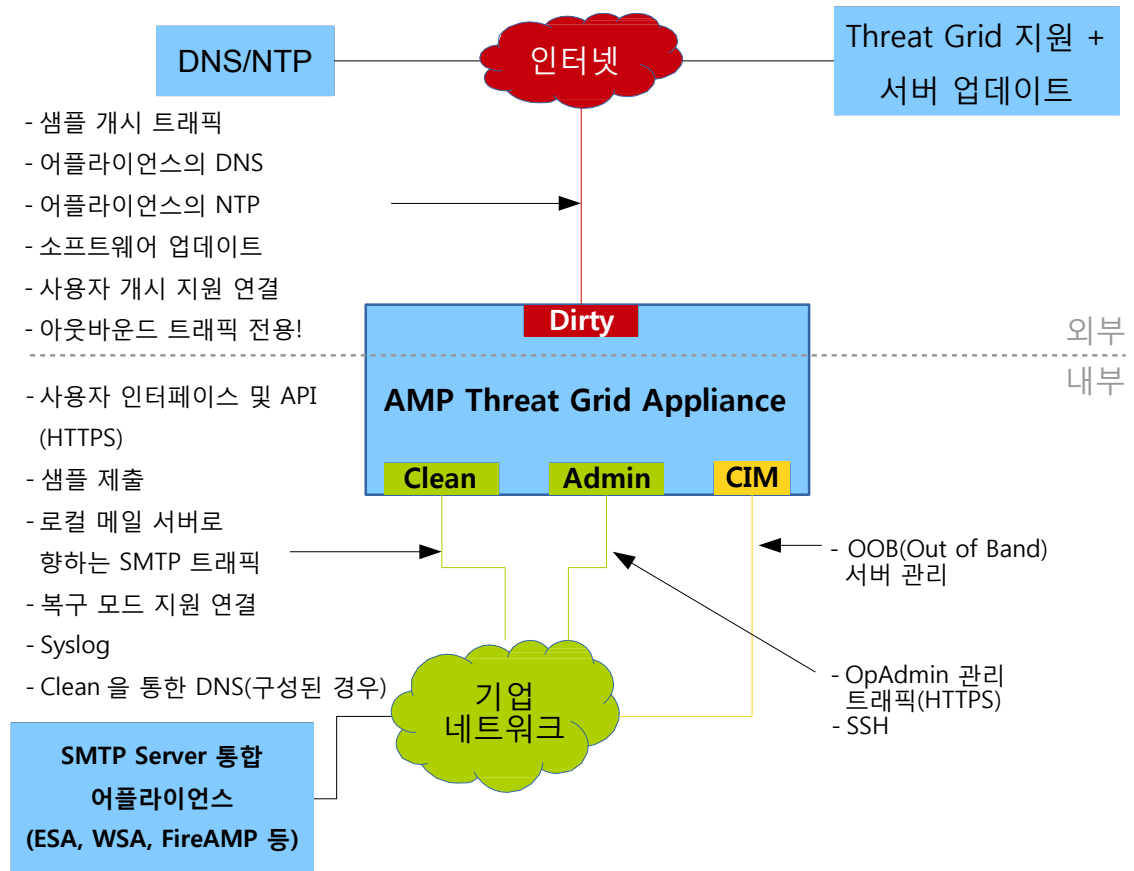 DNS/NTP
인터넷
Threat Grid 지원 +
서버 업데이트
- 샘플 개시 트래픽
- 어플라이언스의 DNS
- 어플라이언스의 NTP
- 소프트웨어 업데이트
- 사용자 개시 지원 연결
- 아웃바운드 트래픽 전용!
Dirty
외부
내부
AMP Threat Grid Appliance
Clean
Admin
CIM
- 사용자 인터페이스 및 API
(HTTPS)
- 샘플 제출
- 로컬 메일 서버로
향하는 SMTP 트래픽
- 복구 모드 지원 연결
- Syslog
- Clean 을 통한 DNS(구성된 경우)
- OOB(Out of Band)
서버 관리
- OpAdmin 관리
트래픽(HTTPS)
- SSH
기업
네트워크
SMTP Server 통합
어플라이언스
(ESA, WSA, FireAMP 등)